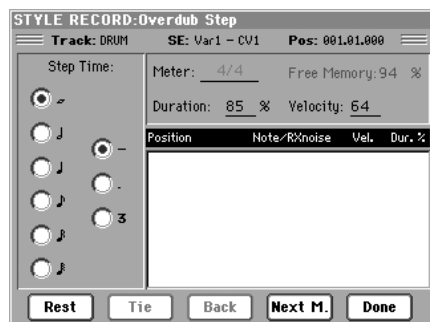 STYLE RECORD:Overdub Step
Track: DRUM SE: Var1 - CV1 Pos: 001.01.000
Step Time:
Meter: 4/4 Free Memory: 94 %
Duration: 85 % Velocity: 64
Position Note/RXnoise Vel. Dur.%
-
.
3
Rest Tie Back Next M. Done